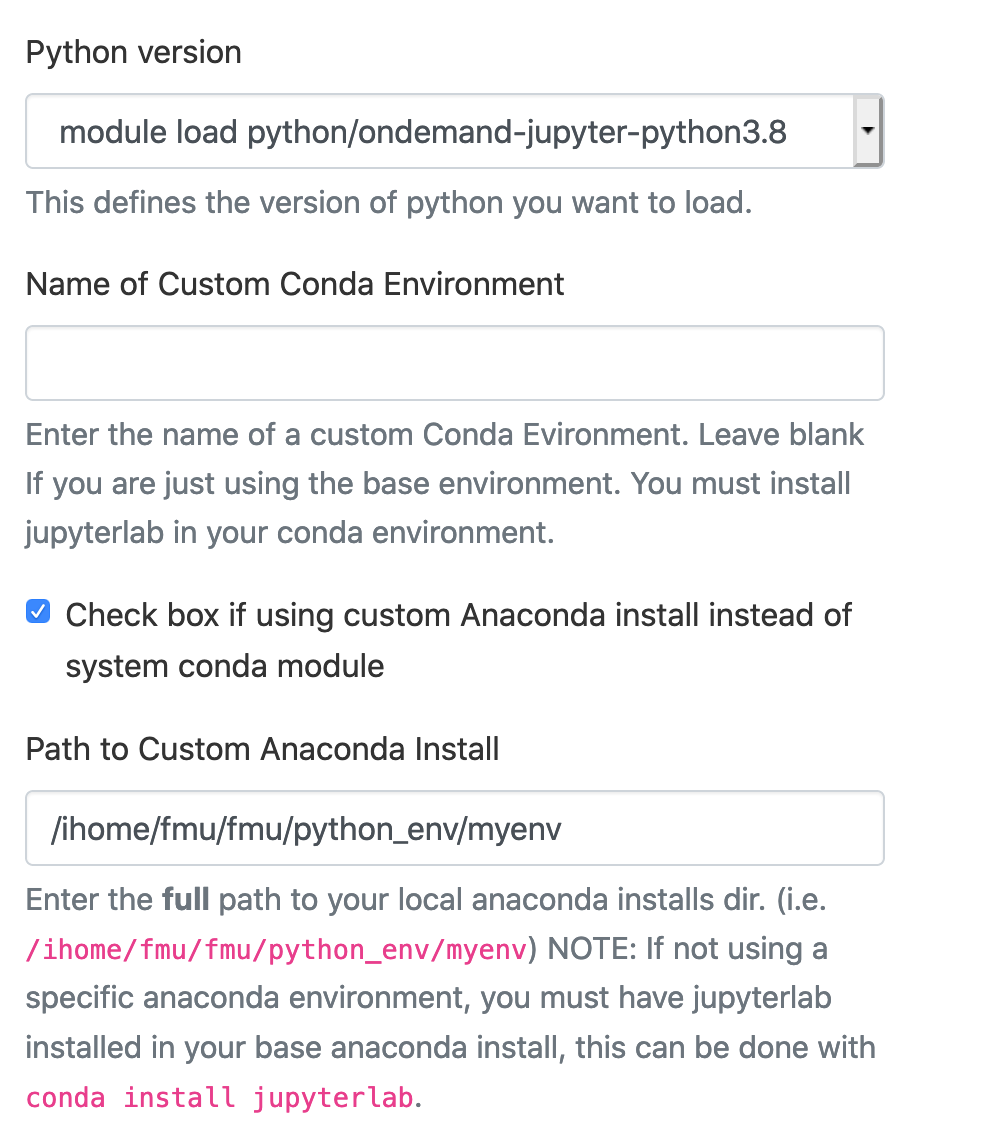 Python version
module load python/ondemand-jupyter-python3.8
This defines the version of python you want to load.
Name of Custom Conda Environment
Enter the name of a custom Conda Evironment. Leave blank
If you are just using the base environment. You must install
jupyterlab in your conda environment.
Check box if using custom Anaconda install instead of
system conda module
Path to Custom Anaconda Install
/ihome/fmu/fmu/python_env/myenv
Enter the full path to your local anaconda installs dir. (i.e.
/ihome/fmu/fmu/python_env/myenv) NOTE: If not using a
specific anaconda environment, you must have jupyterlab
installed in your base anaconda install, this can be done with
conda install jupyterlab.